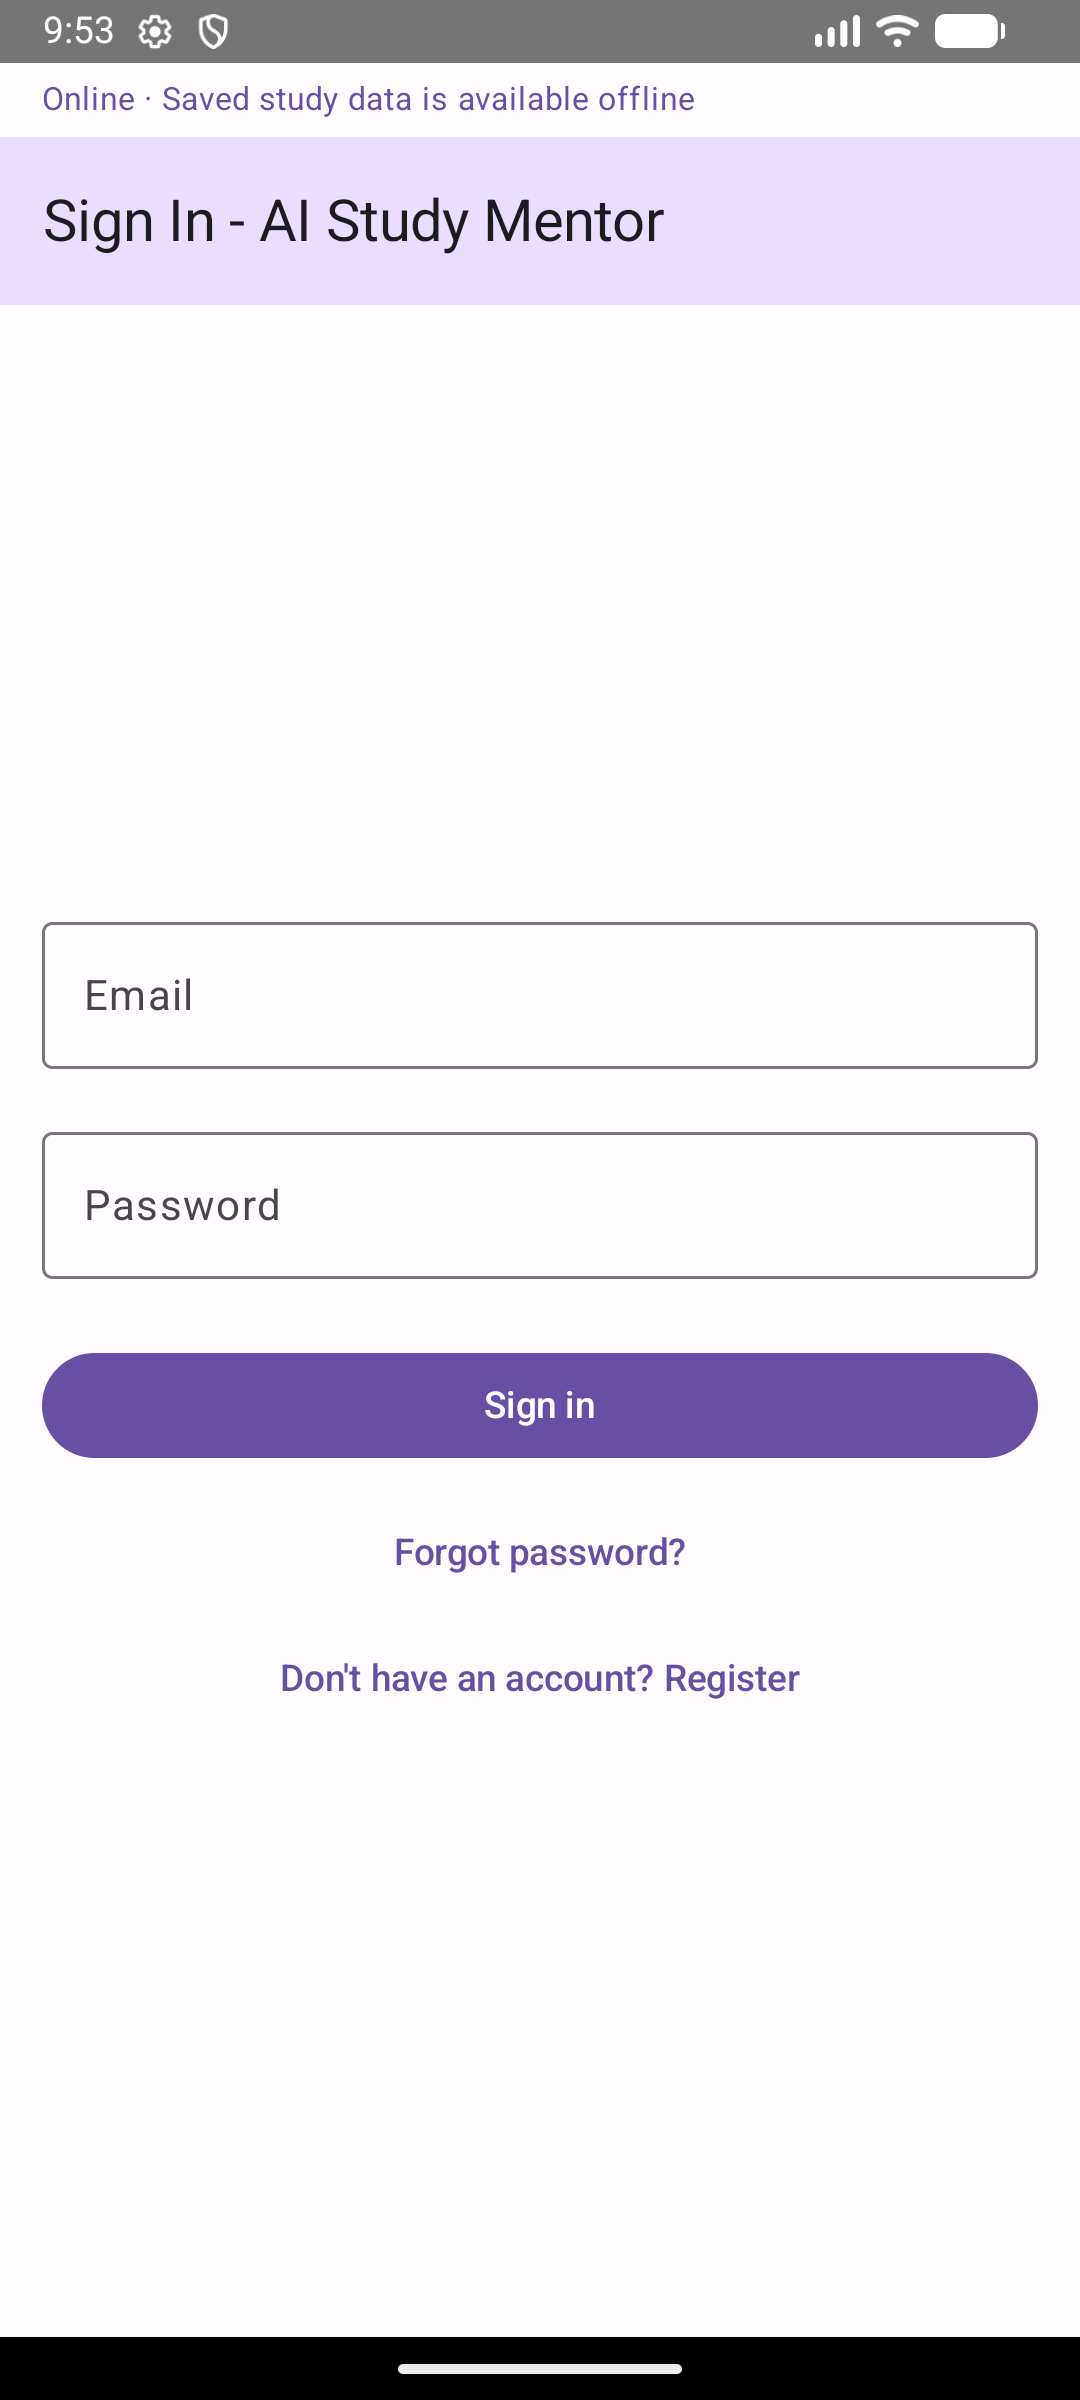 9:53
Online · Saved study data is available offline
Sign In - AI Study Mentor
Email
Password
Sign in
Forgot password?
Don't have an account? Register